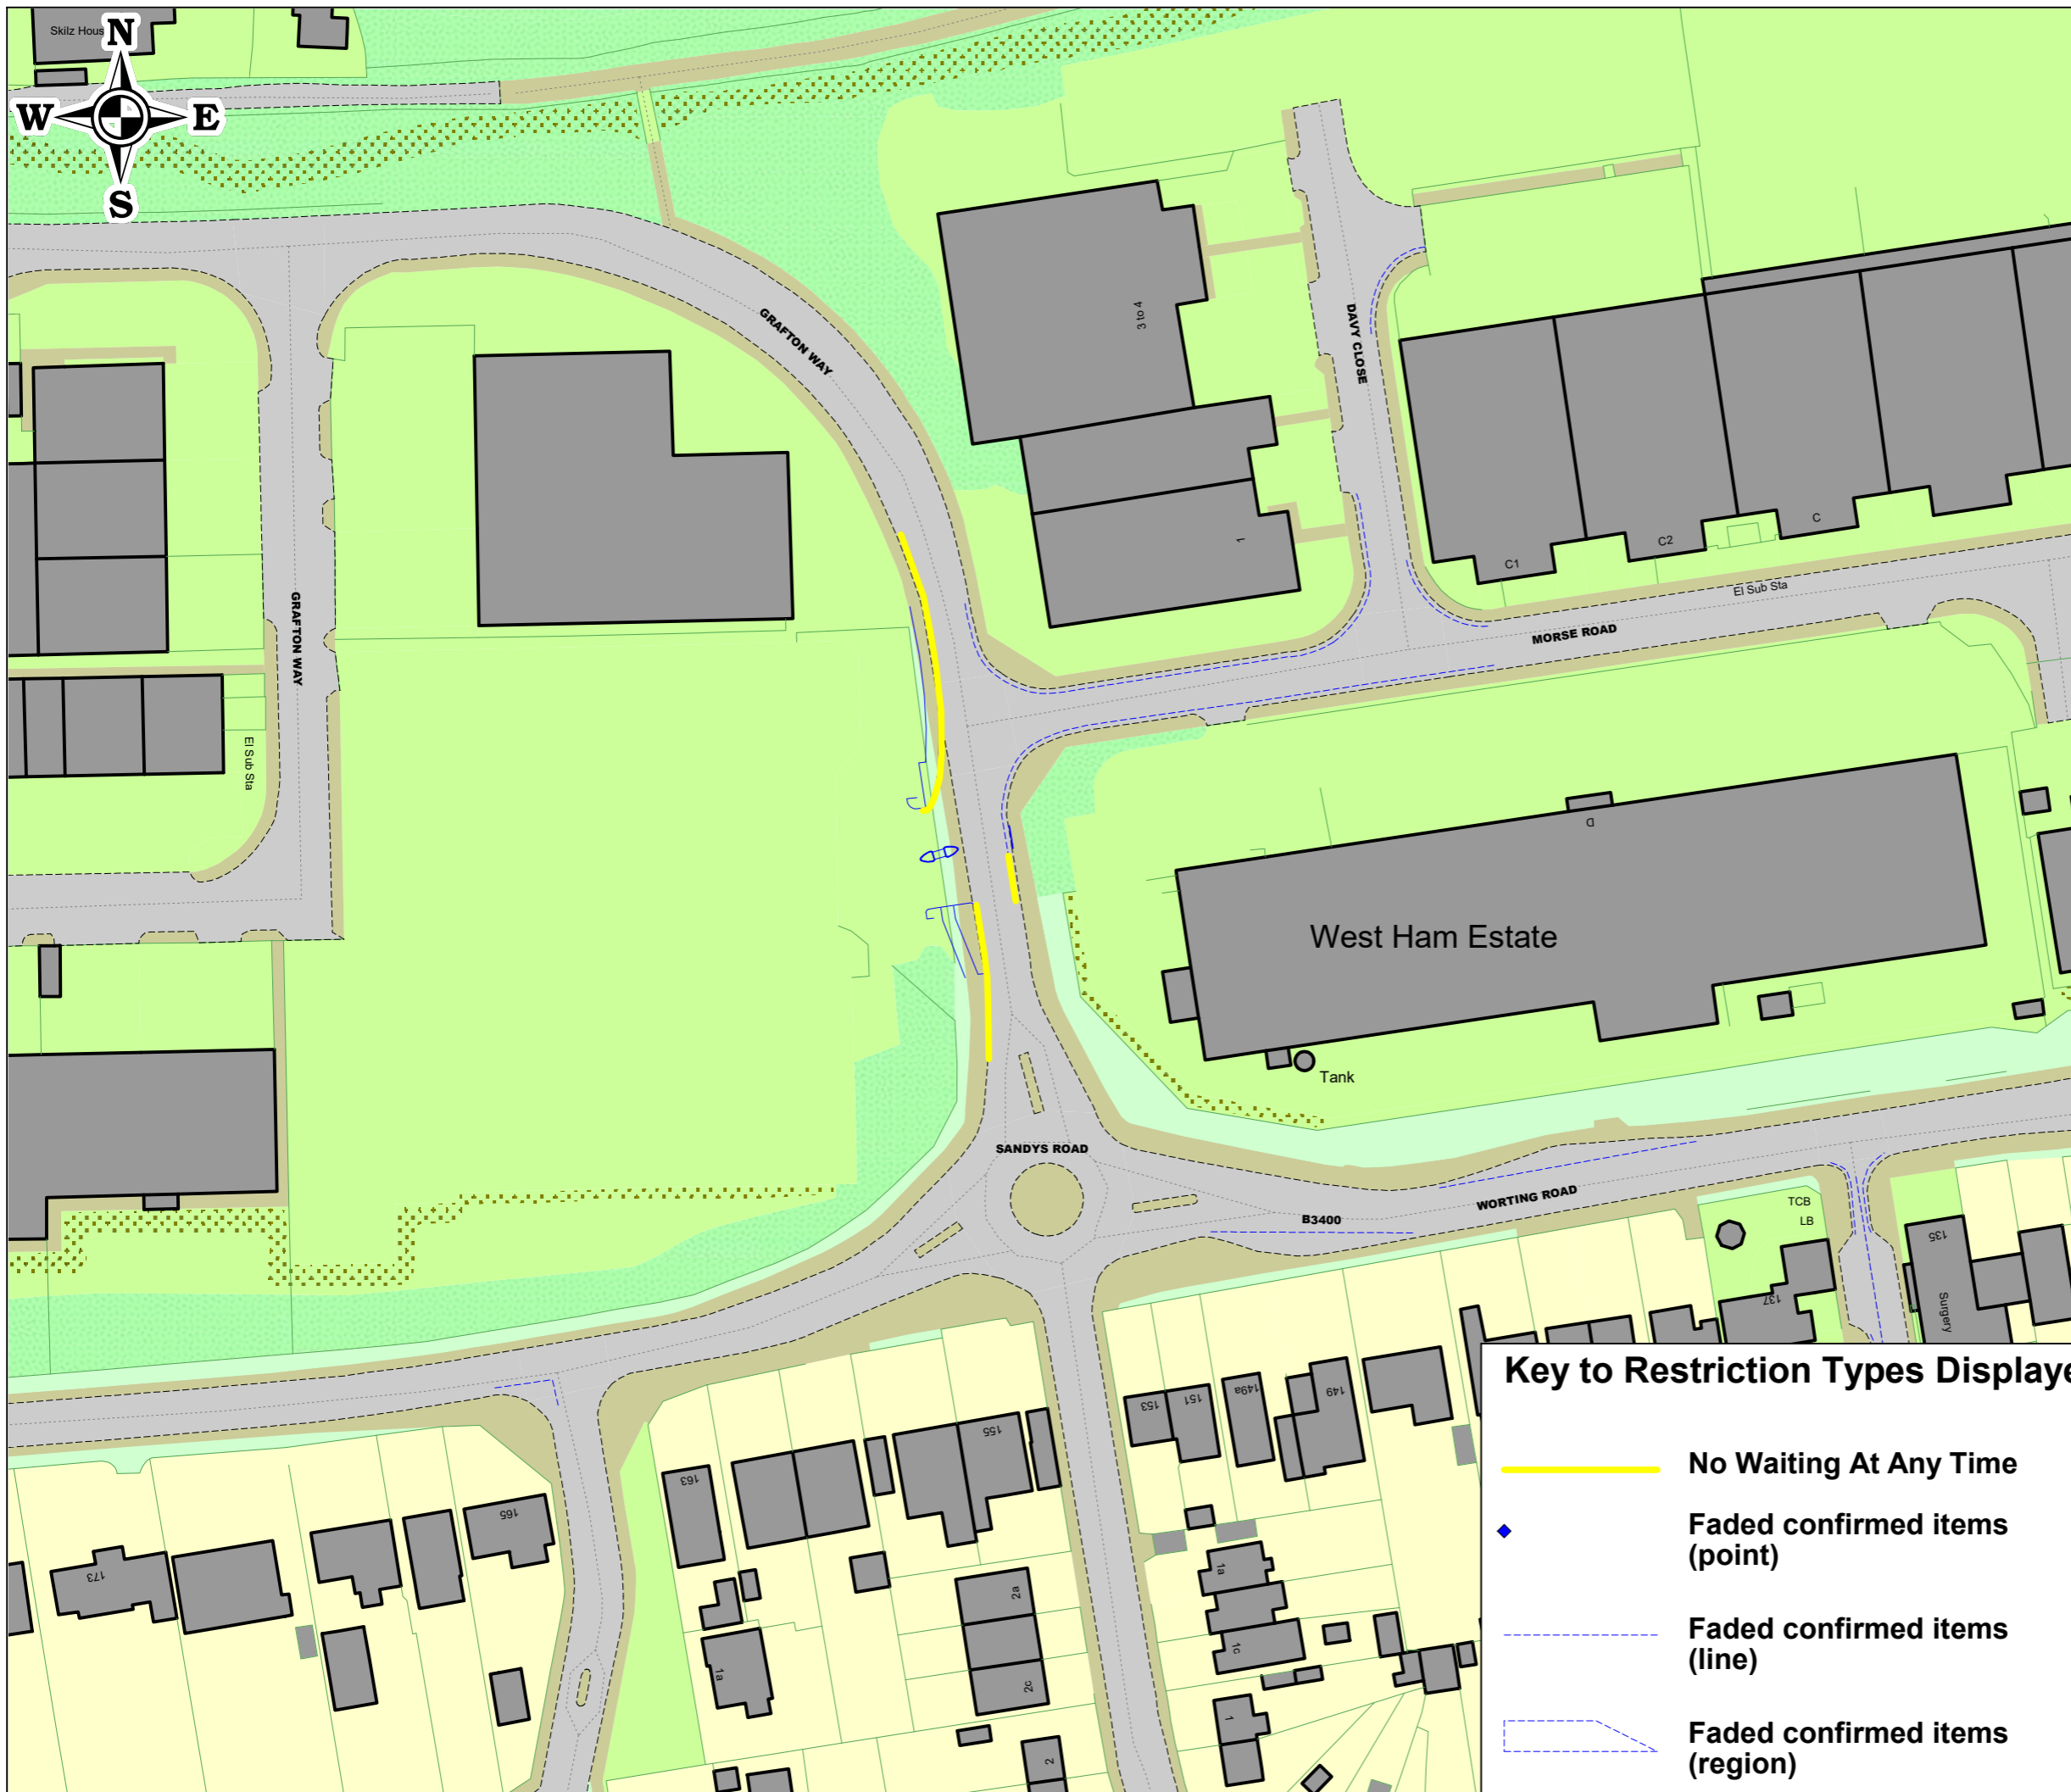 Skilz Hous
N
W
E
S
GRAFTON WAY
3 to 4
DAVY CLOSE
1
C1
C2
C
El Sub Sta
MORSE ROAD
GRAFTON WAY
El Sub Sta
D
West Ham Estate
Tank
SANDYS ROAD
WORTING ROAD
B3400
TCB
LB
135
Surgery
137
153
151
149a
149
155
163
165
173
1a
2a
2c
2
1a
1c
1
Key to Restriction Types Displaye
No Waiting At Any Time
Faded confirmed items
(point)
Faded confirmed items
(line)
Faded confirmed items
(region)